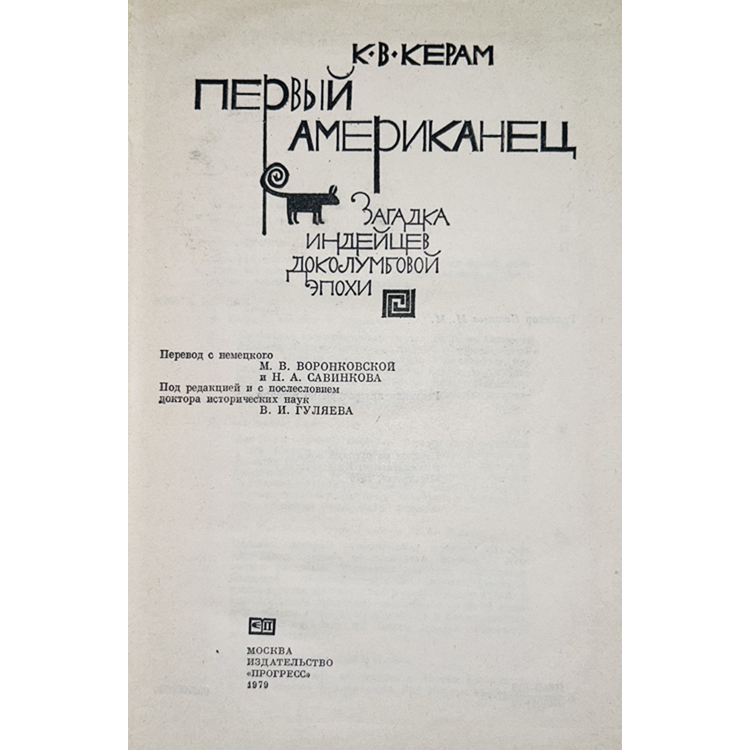 К·В·КЕРАМ
ПЕРВЫЙ
АМЕРИКАНЕЦ
ЗАГАДКА
ИНДЕЙЦЕВ
ДОКОЛУМБОВОЙ
ЭПОХИ
Перевод с немецкого
М. В. ВОРОНКОВСКОЙ
и Н. А. САВИНКОВА
Под редакцией и с послесловием
доктора исторических наук
В. И. ГУЛЯЕВА
МОСКВА
ИЗДАТЕЛЬСТВО
«ПРОГРЕСС»
1979